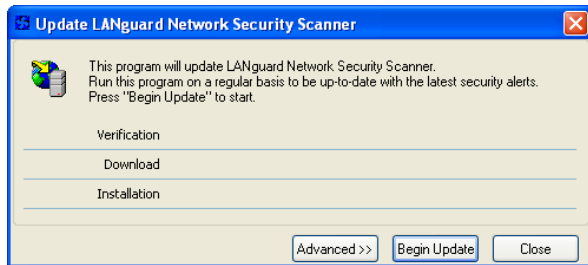 Update LANguard Network Security Scanner
This program will update LANguard Network Security Scanner.
Run this program on a regular basis to be up-to-date with the latest security alerts.
Press "Begin Update" to start.
Verification
Download
Installation
Advanced >> Begin Update Close